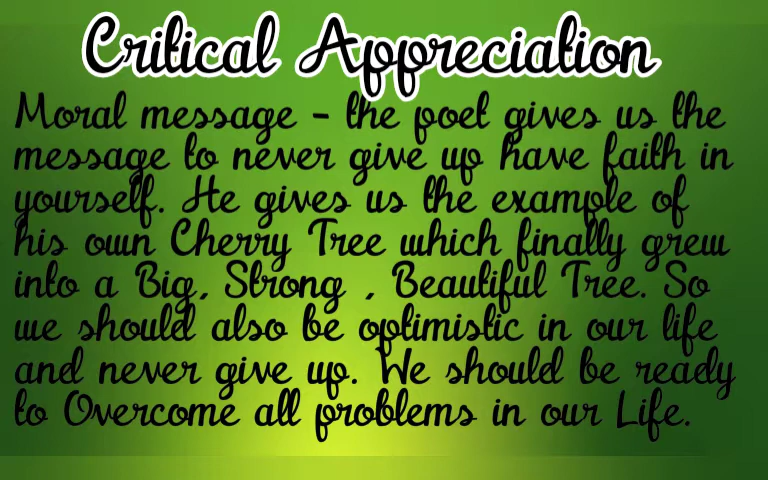 Critical Appreciation
Moral message - the poet gives us the
message to never give up have faith in
yourself. He gives us the example of
his own Cherry Tree which finally grew
into a Big, Strong , Beautiful Tree. So
we should also be optimistic in our life
and never give up. We should be ready
to Overcome all problems in our Life.